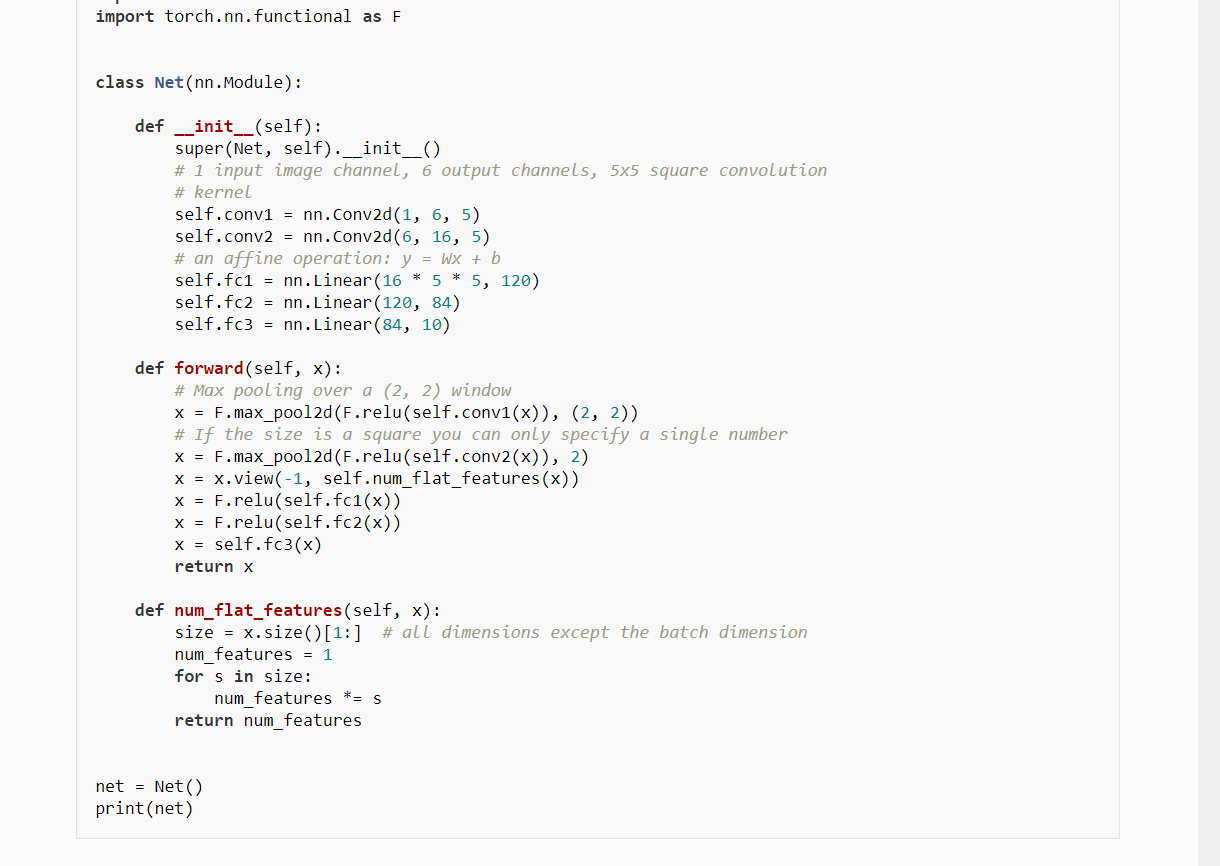 import torch.nn.functional as F
class Net(nn.Module):
def __init__(self):
super(Net, self).__init__()
# 1 input image channel, 6 output channels, 5x5 square convolution
# kernel
self.conv1 = nn.Conv2d(1, 6, 5)
self.conv2 = nn.Conv2d(6, 16, 5)
# an affine operation: y = Wx + b
self.fc1 = nn.Linear(16 * 5 * 5, 120)
self.fc2 = nn.Linear(120, 84)
self.fc3 = nn.Linear(84, 10)
def forward(self, x):
# Max pooling over a (2, 2) window
x = F.max_pool2d(F.relu(self.conv1(x)), (2, 2))
# If the size is a square you can only specify a single number
x = F.max_pool2d(F.relu(self.conv2(x)), 2)
x = x.view(-1, self.num_flat_features(x))
x = F.relu(self.fc1(x))
x = F.relu(self.fc2(x))
x = self.fc3(x)
return x
def num_flat_features(self, x):
size = x.size()[1:]  # all dimensions except the batch dimension
num_features = 1
for s in size:
num_features *= s
return num_features
net = Net()
print(net)